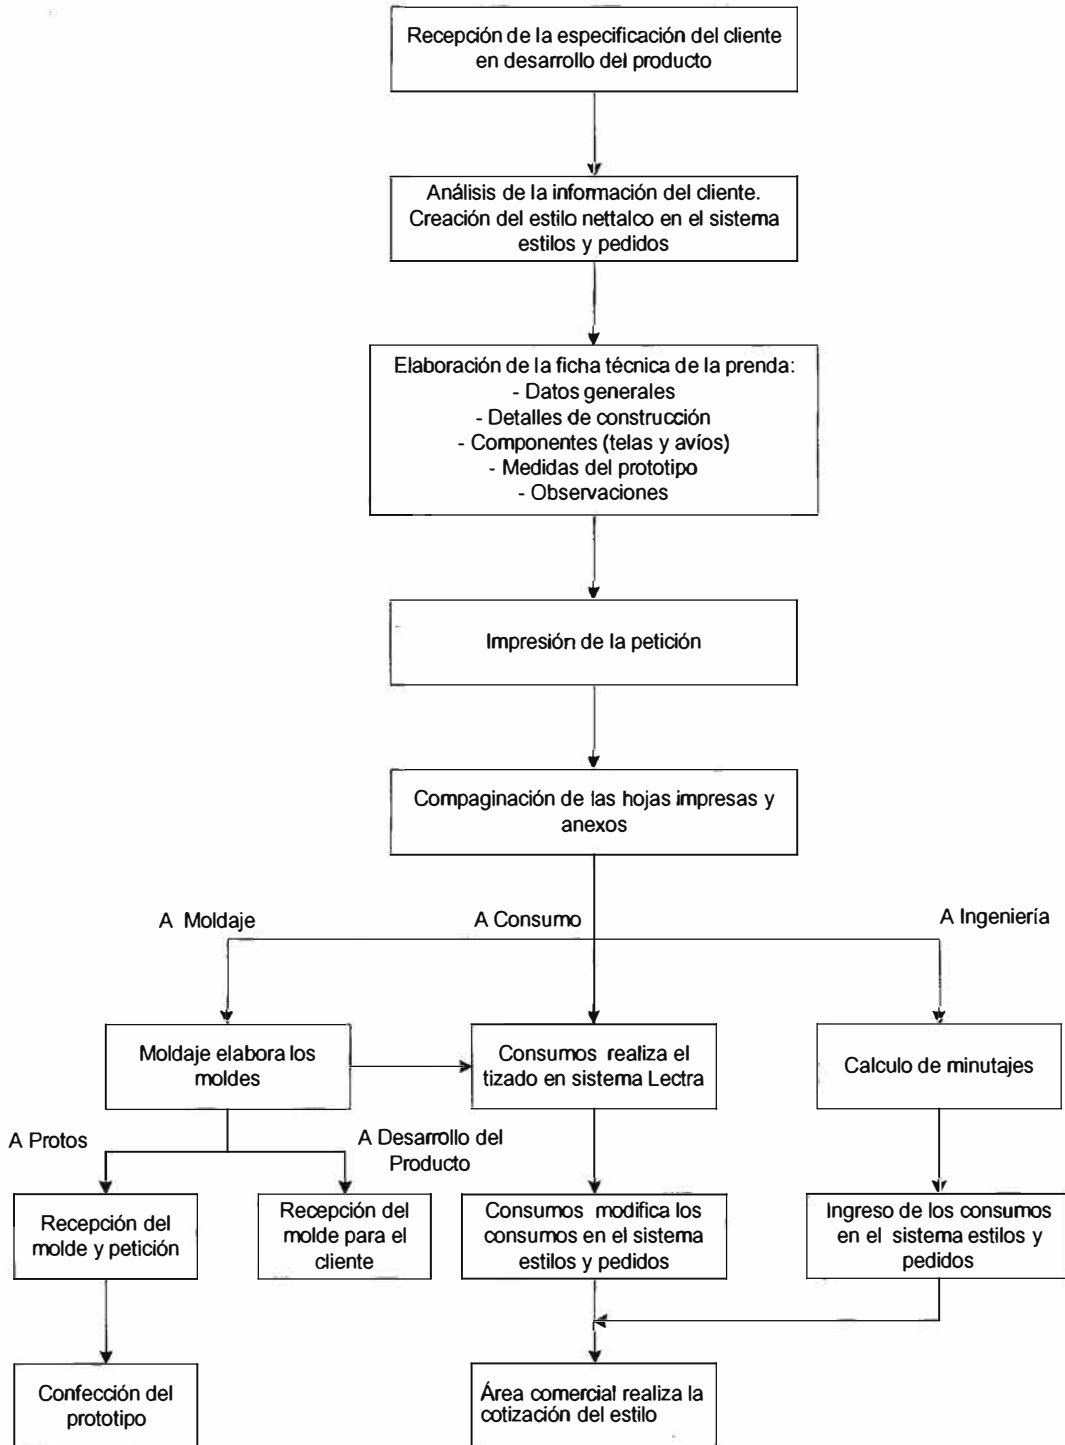 Recepción de la especificación del cliente
en desarrollo del producto
Análisis de la información del cliente.
Creación del estilo nettalco en el sistema
estilos y pedidos
Elaboración de la ficha técnica de la prenda:
- Datos generales
- Detalles de construcción
- Componentes (telas y avíos)
- Medidas del prototipo
- Observaciones
Impresión de la petición
Compaginación de las hojas impresas y
anexos
A Moldaje
A Consumo
A Ingeniería
Moldaje elabora los
moldes
Consumos realiza el
tizado en sistema Lectra
Calculo de minutajes
A Protos
A Desarrollo del
Producto
Recepción del
molde y petición
Recepción del
molde para el
cliente
Consumos modifica los
consumos en el sistema
estilos y pedidos
Ingreso de los consumos
en el sistema estilos y
pedidos
Confección del
prototipo
Área comercial realiza la
cotización del estilo